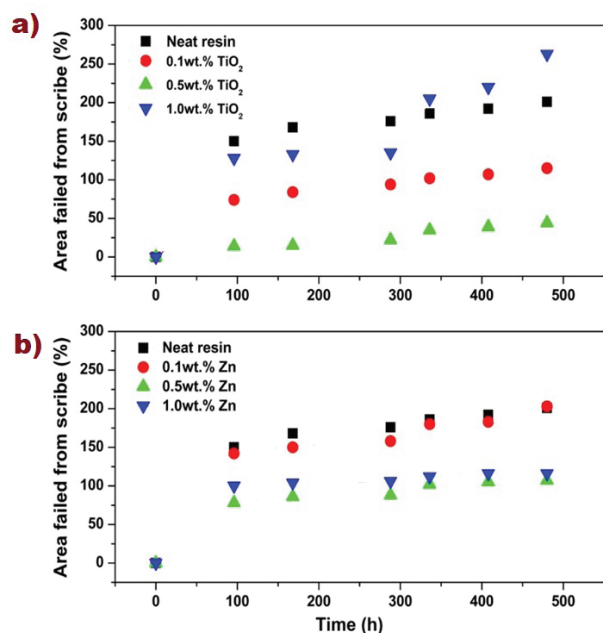 a)
Area failed from scribe (%)
300
250
200
150
100
50
0
Neat resin
0.1wt.% TiO₂
0.5wt.% TiO₂
1.0wt.% TiO₂
0 100 200 300 400 500
b)
Area failed from scribe (%)
300
250
200
150
100
50
0
Neat resin
0.1wt.% Zn
0.5wt.% Zn
1.0wt.% Zn
0 100 200 300 400 500
Time (h)